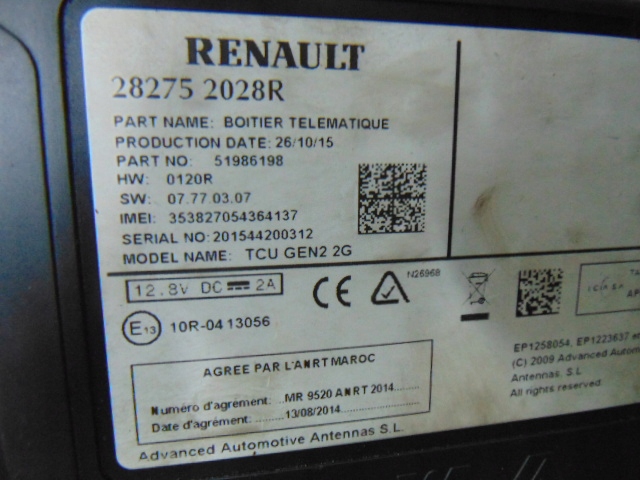 RENAULT
28275 2028R
PART NAME: BOITIER TELEMATIQUE
PRODUCTION DATE: 26/10/15
PART NO: 51986198
HW: 0120R
SW: 07.77.03.07
IMEI: 353827054364137
SERIAL NO: 201544200312
MODEL NAME: TCU GEN2 2G
12.8V DC 2A
CE
N26968
E13 10R-04 13056
AGREE PAR L'ANRT MAROC
Numéro d'agrément: MR 9520 ANRT 2014
Date d'agrément: 13/08/2014
Advanced Automotive Antennas S.L.
TA
AP
EP1258054, EP1223637 e
(C) 2009 Advanced Autom
Antennas, S.L
All rights reserved.